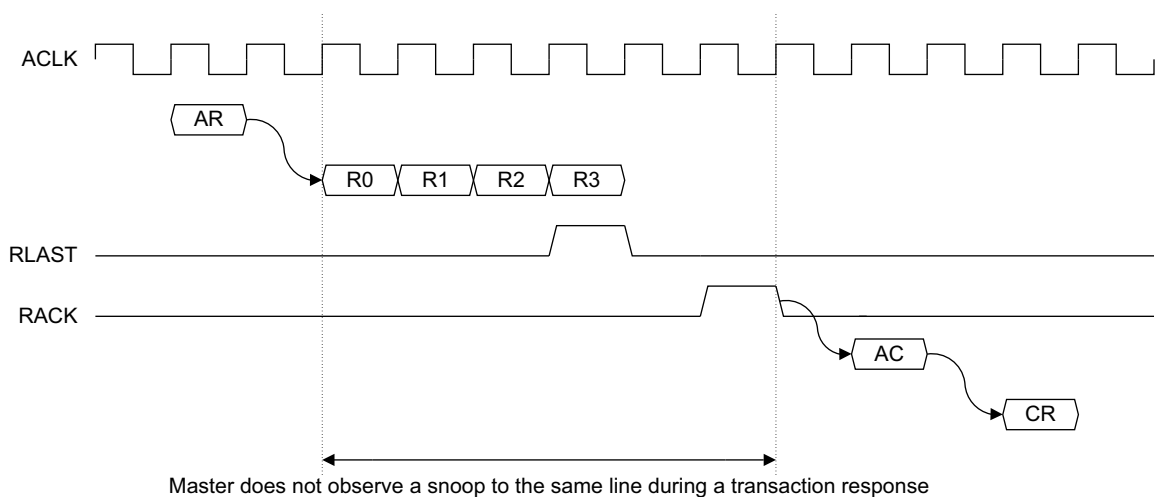 ACLK
AR
R0 R1 R2 R3
RLAST
RACK
AC
CR
Master does not observe a snoop to the same line during a transaction response